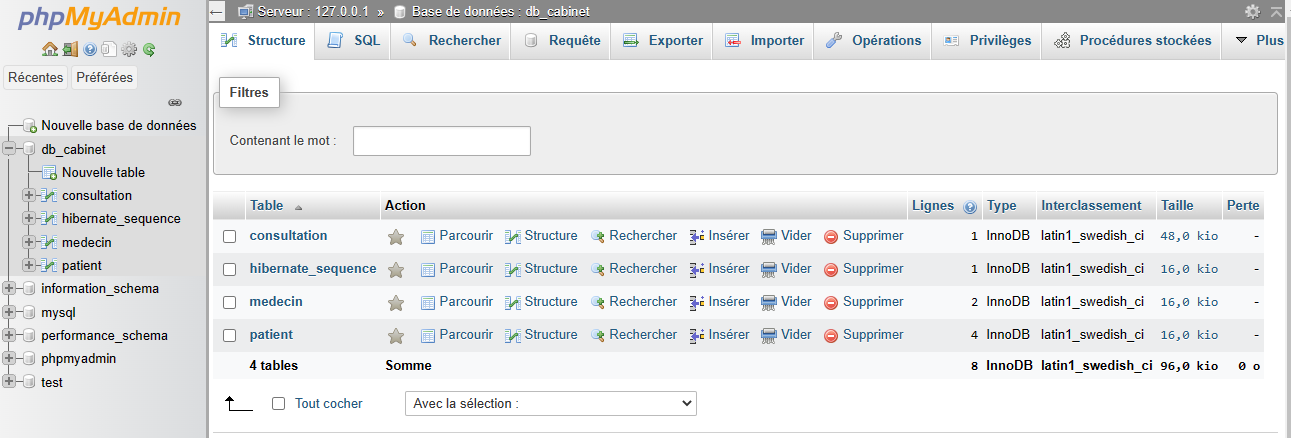 phpMyAdmin
Récentes Préférées
Nouvelle base de données
db_cabinet
Nouvelle table
consultation
hibernate_sequence
medecin
patient
information_schema
mysql
performance_schema
phpmyadmin
test
Serveur : 127.0.0.1 » Base de données : db_cabinet
Structure SQL Rechercher Requête Exporter Importer Opérations Privilèges Procédures stockées Plus
Filtres
Contenant le mot :
Table Action Lignes Type Interclassement Taille Perte
consultation Parcourir Structure Rechercher Insérer Vider Supprimer 1 InnoDB latin1_swedish_ci 48,0 kio -
hibernate_sequence Parcourir Structure Rechercher Insérer Vider Supprimer 1 InnoDB latin1_swedish_ci 16,0 kio -
medecin Parcourir Structure Rechercher Insérer Vider Supprimer 2 InnoDB latin1_swedish_ci 16,0 kio -
patient Parcourir Structure Rechercher Insérer Vider Supprimer 4 InnoDB latin1_swedish_ci 16,0 kio -
4 tables Somme 8 InnoDB latin1_swedish_ci 96,0 kio 0 o
Tout cocher Avec la sélection :